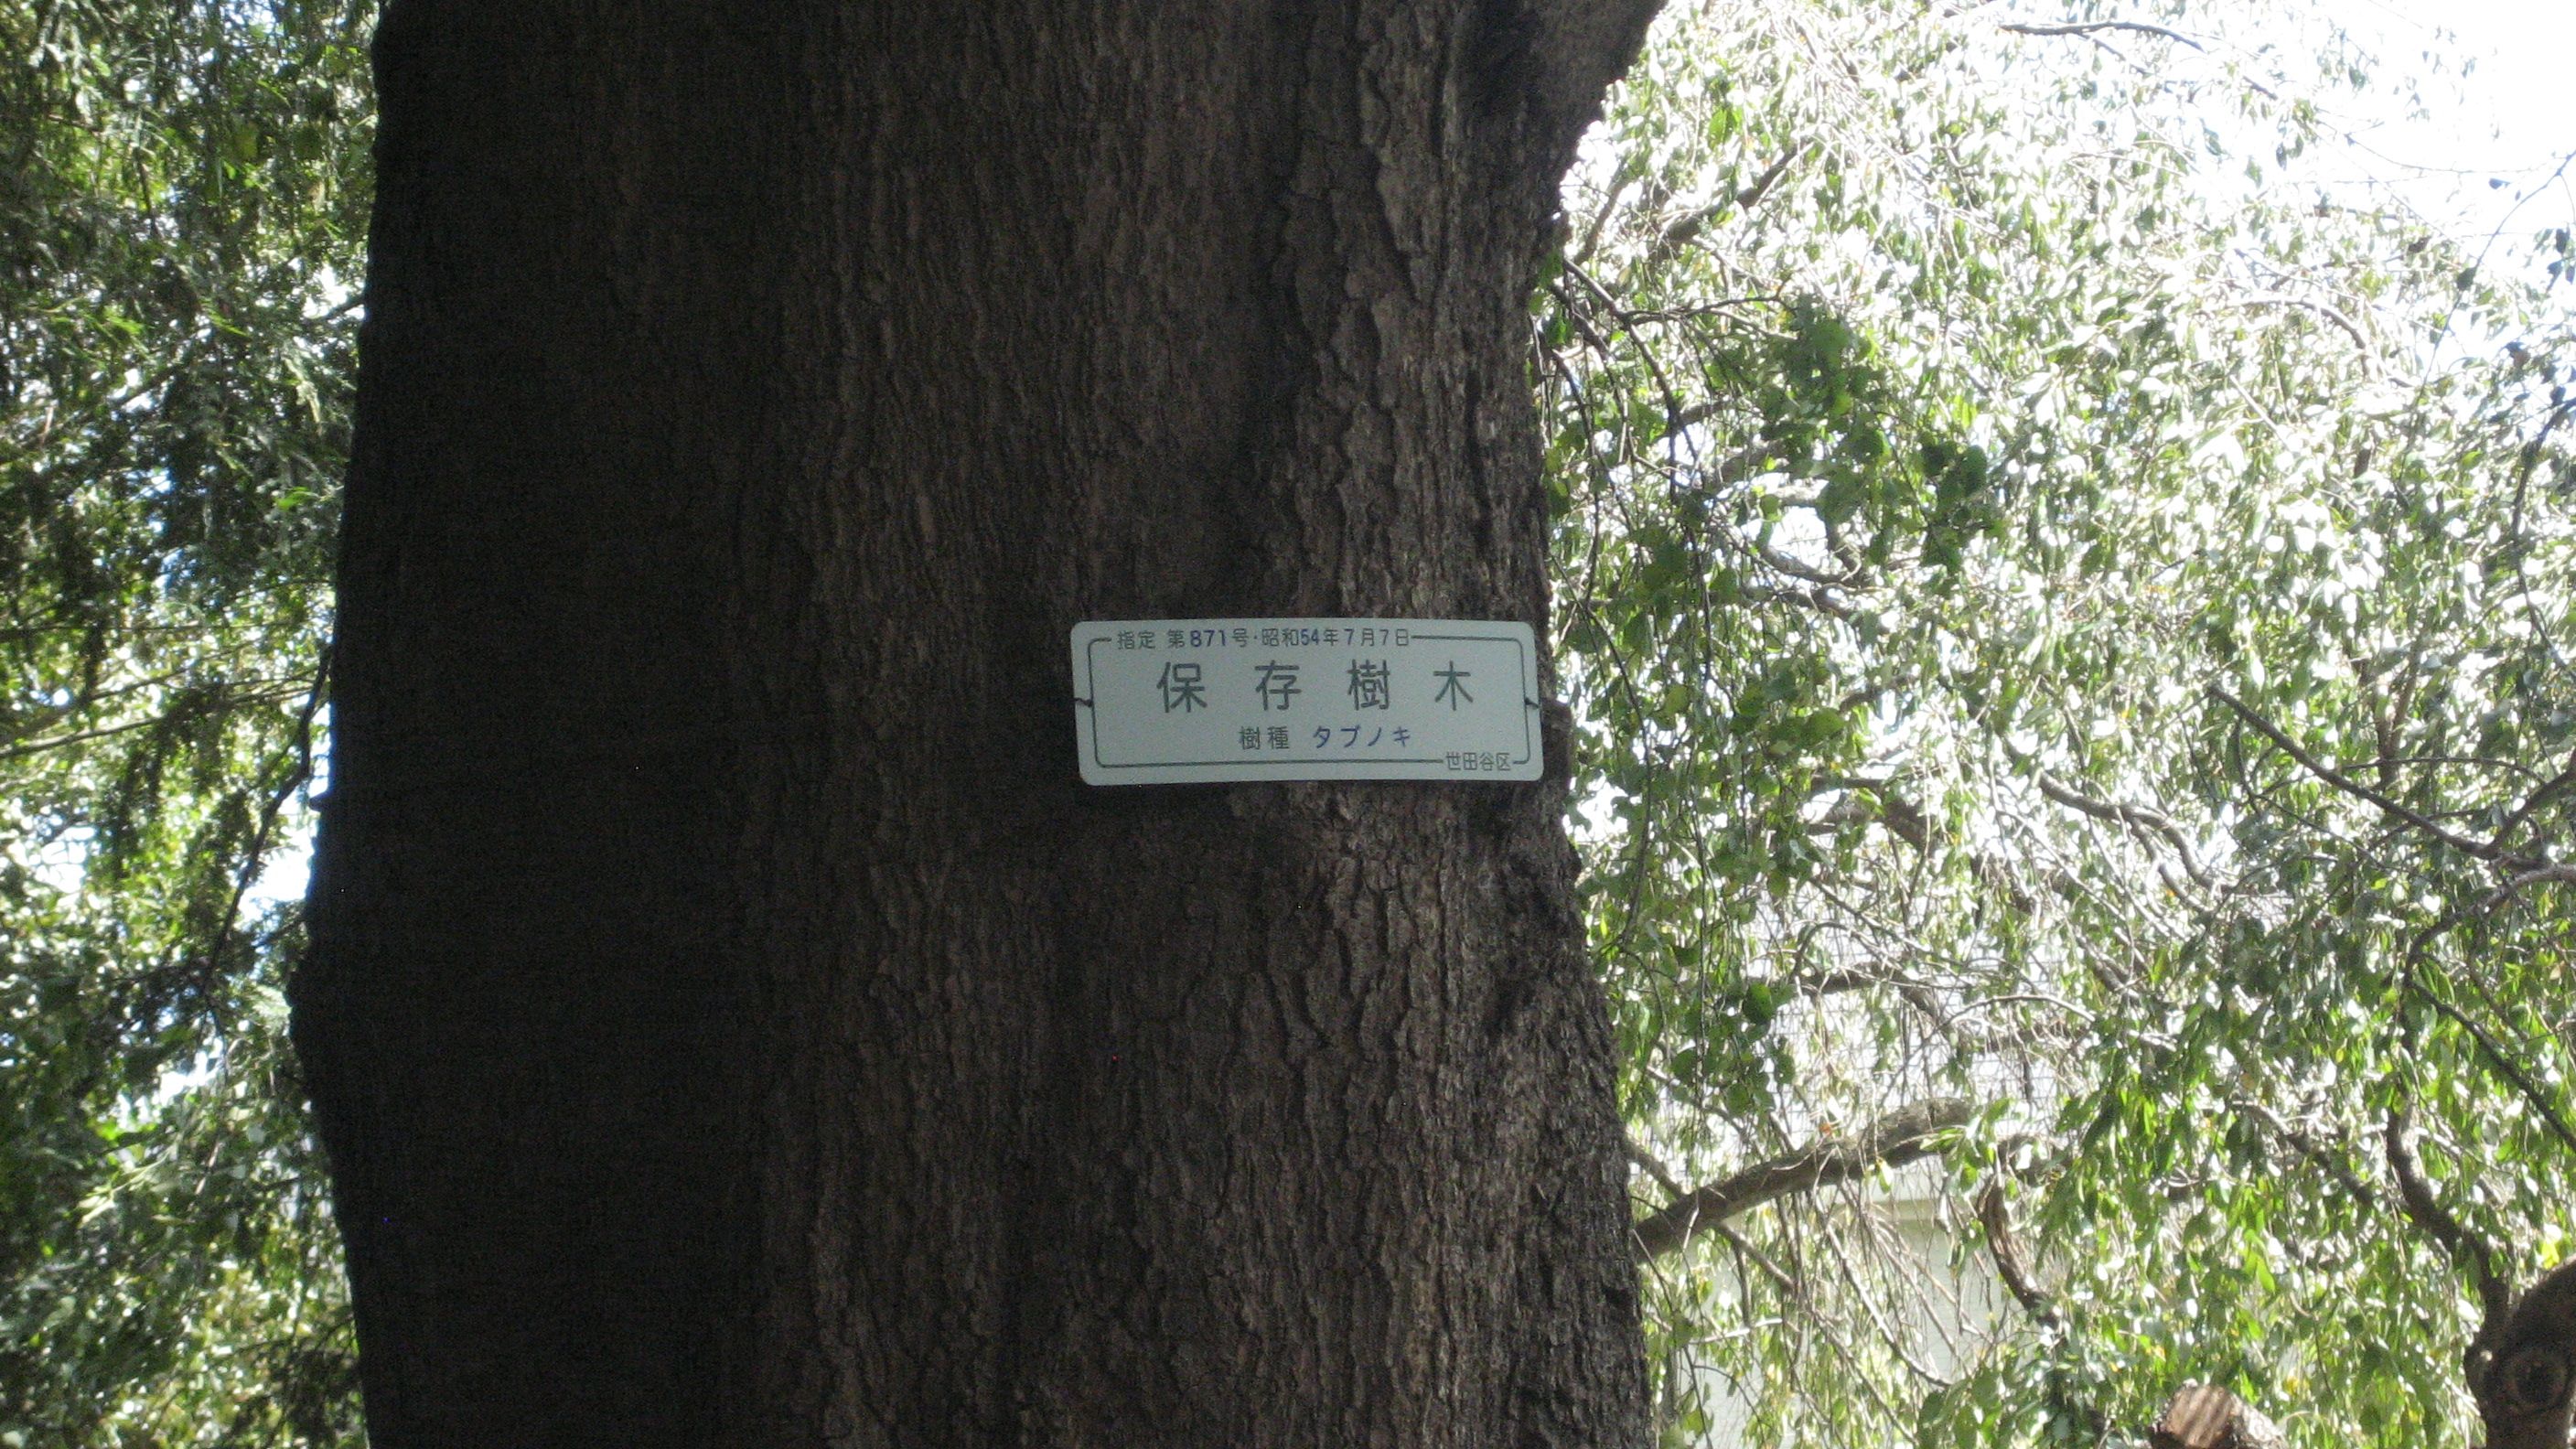 指定 第871号・昭和54年7月7日
保存樹木
樹種 タブノキ
世田谷区